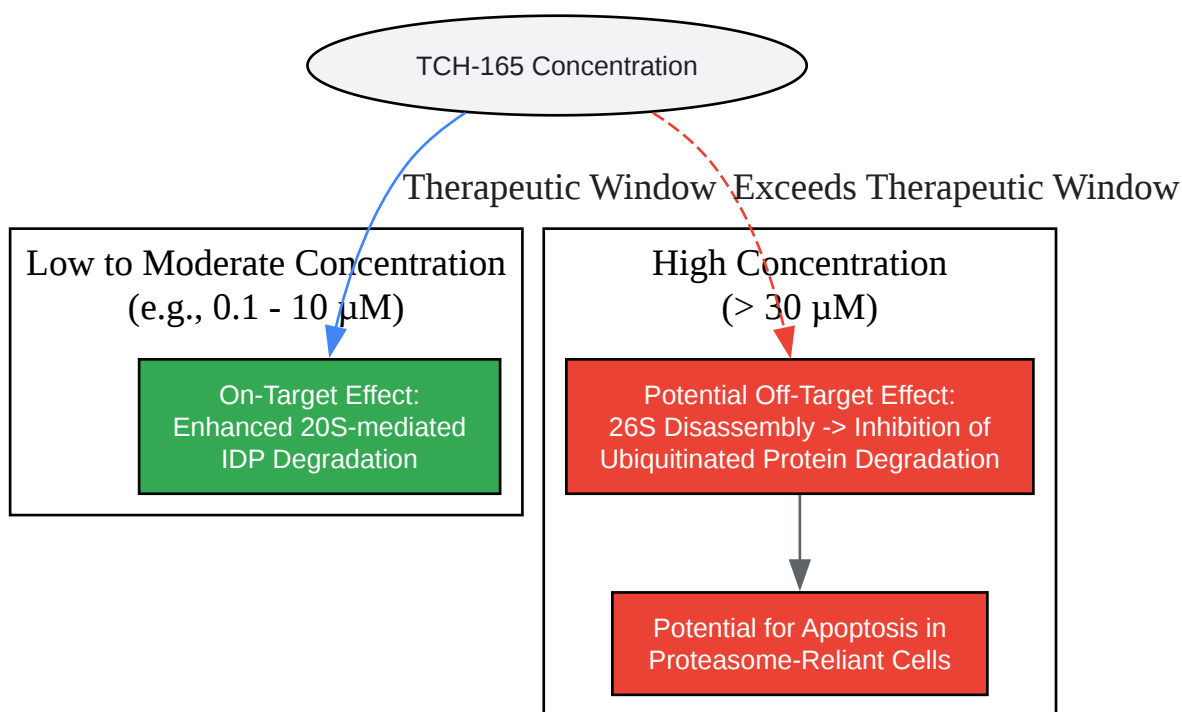 TCH-165 Concentration
Therapeutic Window
Exceeds Therapeutic Window
Low to Moderate Concentration
(e.g., 0.1 - 10 µM)
On-Target Effect:
Enhanced 20S-mediated
IDP Degradation
High Concentration
(> 30 µM)
Potential Off-Target Effect:
26S Disassembly -> Inhibition of
Ubiquitinated Protein Degradation
Potential for Apoptosis in
Proteasome-Reliant Cells